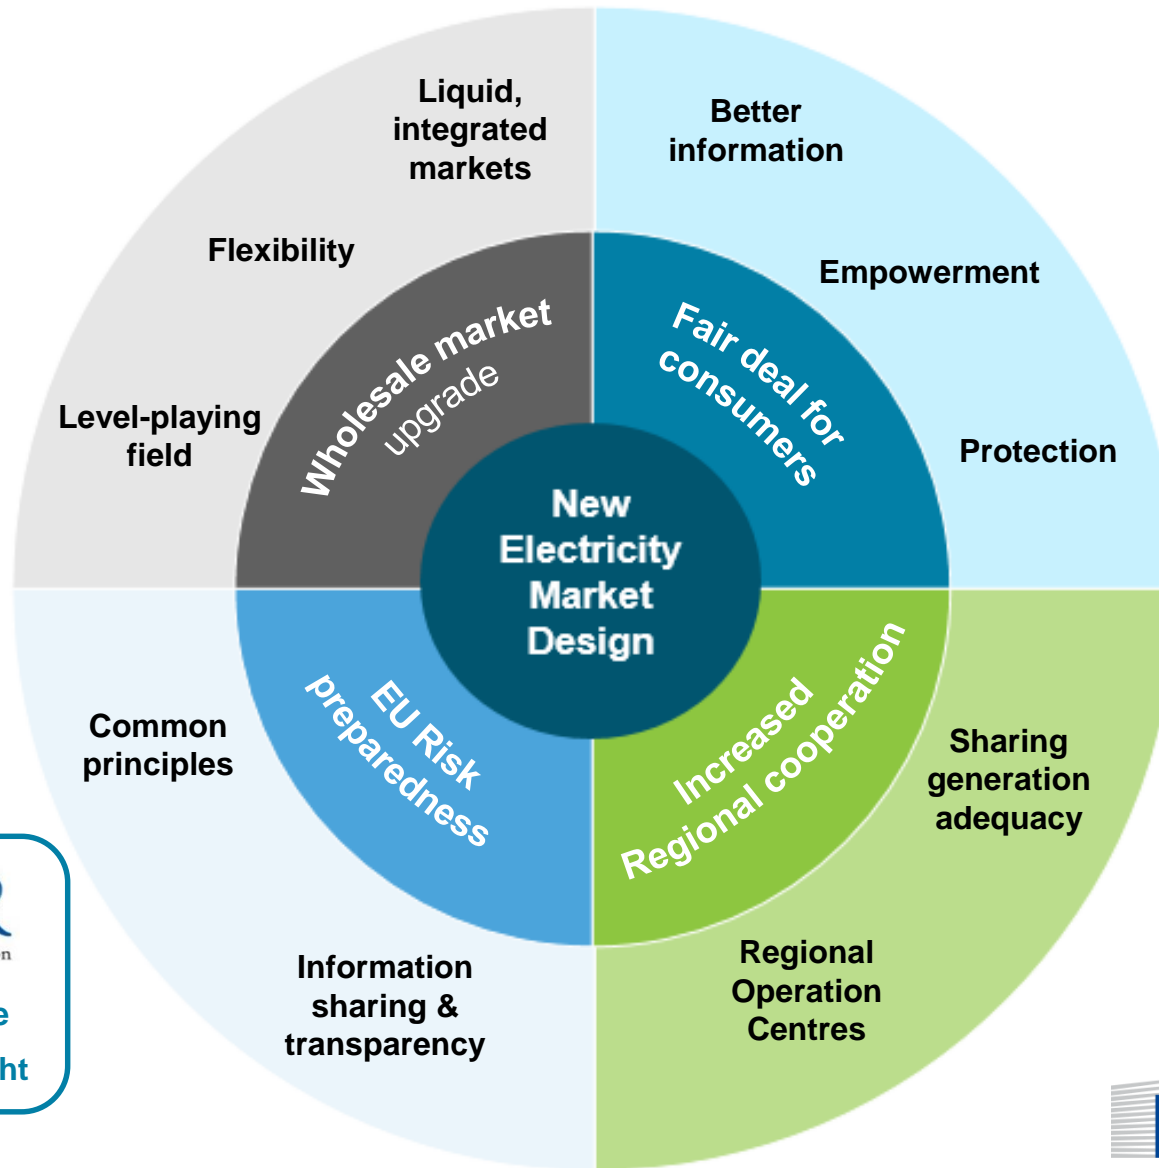 Liquid,
integrated
markets
Better
information
Flexibility
Empowerment
Level-playing
field
Protection
Wholesale market
upgrade
Fair deal for
consumers
New
Electricity
Market
Design
EU Risk
preparedness
Increased
Regional cooperation
Common
principles
Sharing
generation
adequacy
Information
sharing &
transparency
Regional
Operation
Centres